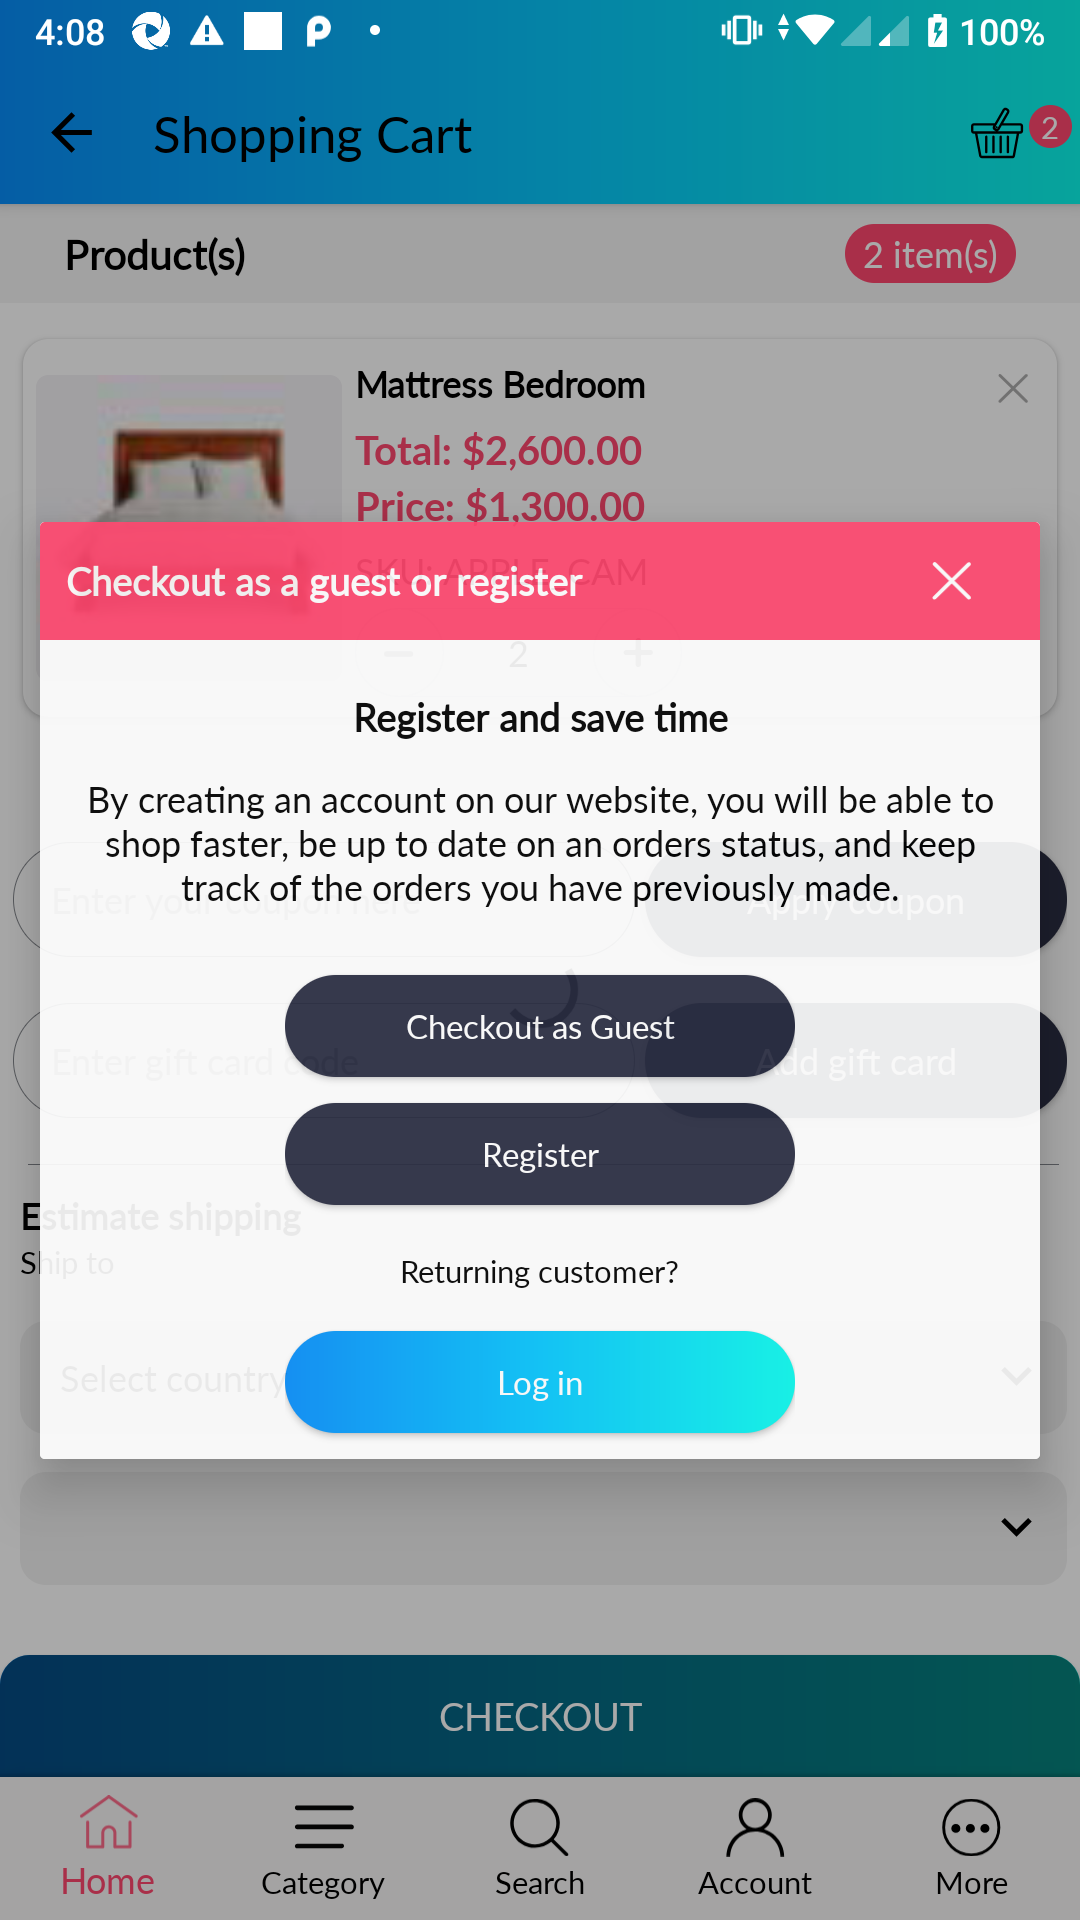 4:08
100%
Shopping Cart
2
Product(s)
2 item(s)
Mattress Bedroom
Total: $2,600.00
Price: $1,300.00
SKU: APPLE_CAM
Checkout as a guest or register
2
Register and save time
By creating an account on our website, you will be able to
shop faster, be up to date on an orders status, and keep
track of the orders you have previously made.
Enter your coupon here
Apply coupon
Checkout as Guest
Enter gift card code
Add gift card
Register
Estimate shipping
Ship to
Returning customer?
Select country
Log in
CHECKOUT
Home
Category
Search
Account
More